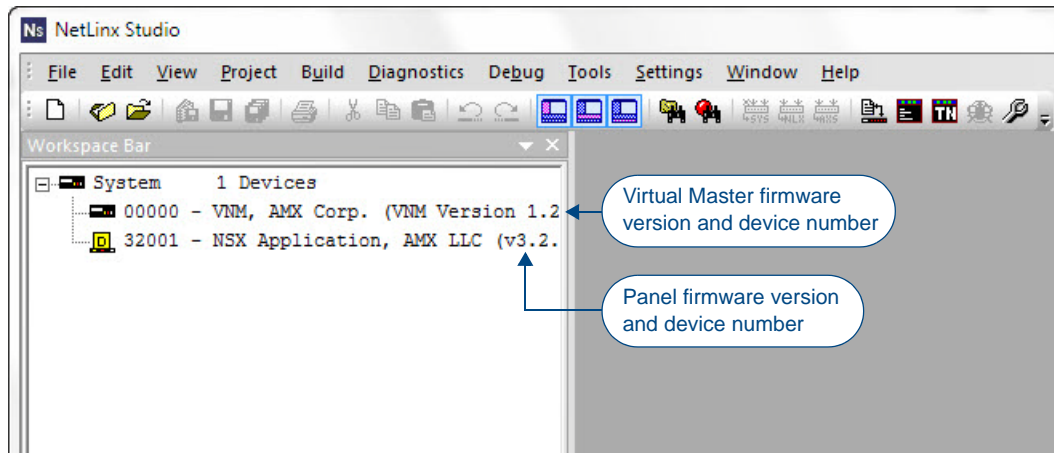 Ns NetLinx Studio
File Edit View Project Build Diagnostics Debug Tools Settings Window Help
Workspace Bar
System 1 Devices
00000 - VNM, AMX Corp. (VNM Version 1.2
D 32001 - NSX Application, AMX LLC (v3.2.
Virtual Master firmware
version and device number
Panel firmware version
and device number